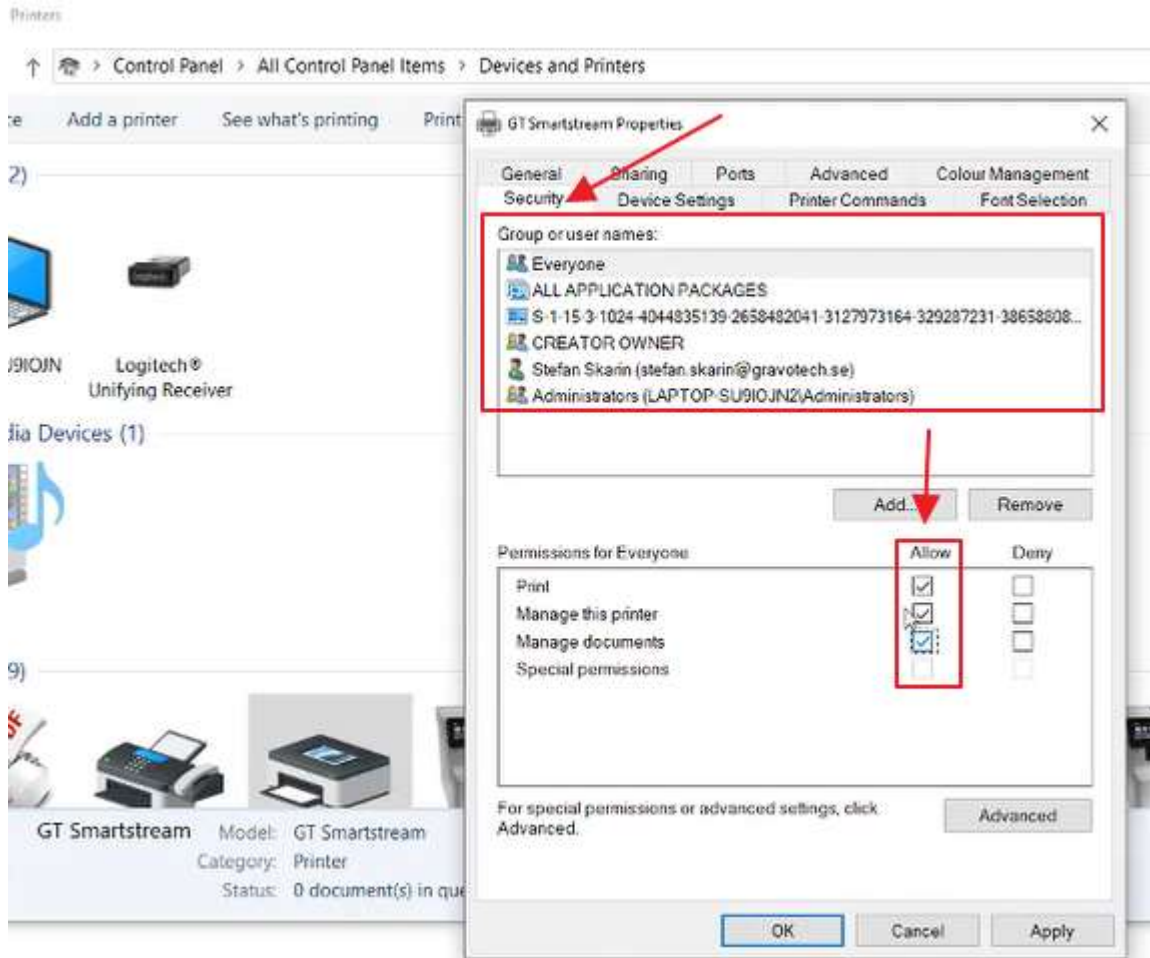 Printers
Control Panel > All Control Panel Items > Devices and Printers
Add a printer See what's printing Print
GT Smartstream Properties
General Sharing Ports Advanced Colour Management
Security Device Settings Printer Commands Font Selection
Group or user names:
Everyone
ALL APPLICATION PACKAGES
S-1-15-3-1024-4044835139-2658482041-3127973164-329287231-38658808...
CREATOR OWNER
Stefan Skarin (stefan.skarin@gravotech.se)
Administrators (LAPTOP-SU9IOJN2\Administrators)
Add... Remove
Permissions for Everyone Allow Deny
Print
Manage this printer
Manage documents
Special permissions
For special permissions or advanced settings, click
Advanced.
Advanced
OK Cancel Apply
2)
U9IOJN Logitech®
Unifying Receiver
dia Devices (1)
9)
GT Smartstream Model: GT Smartstream
Category: Printer
Status: 0 document(s) in que